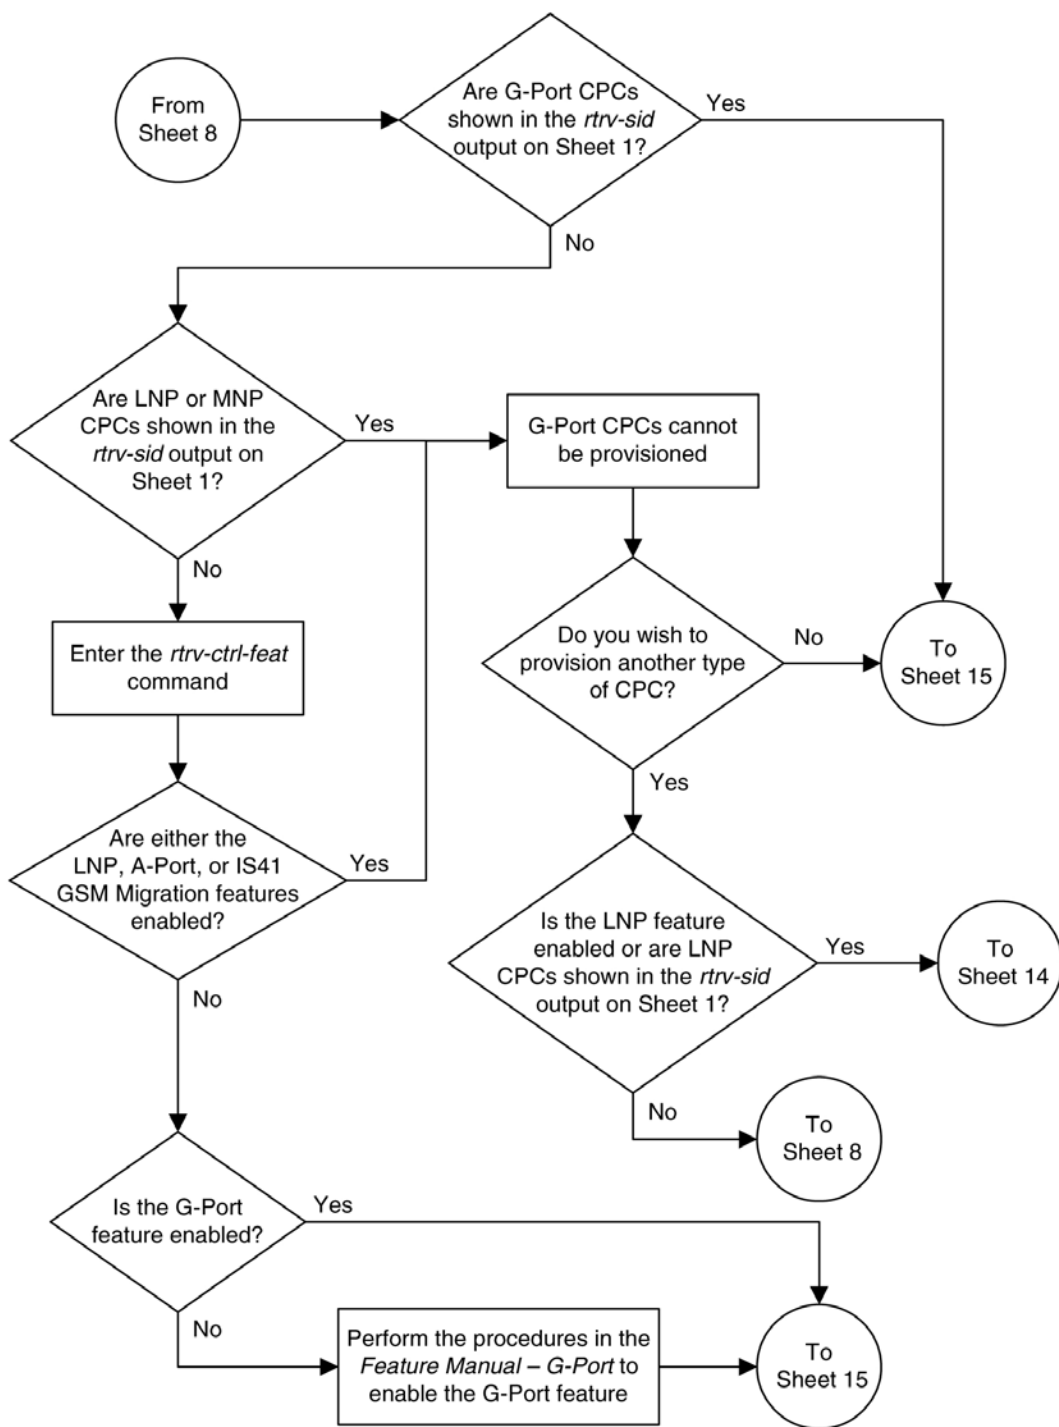 From
Sheet 8
Are G-Port CPCs
shown in the rtrv-sid
output on Sheet 1?
Yes
No
Are LNP or MNP
CPCs shown in the
rtrv-sid output on
Sheet 1?
Yes
G-Port CPCs cannot
be provisioned
No
Enter the rtrv-ctrl-feat
command
Do you wish to
provision another type
of CPC?
No
To
Sheet 15
Yes
Are either the
LNP, A-Port, or IS41
GSM Migration features
enabled?
Yes
No
Is the LNP feature
enabled or are LNP
CPCs shown in the rtrv-sid
output on Sheet 1?
Yes
To
Sheet 14
No
To
Sheet 8
Is the G-Port
feature enabled?
Yes
No
Perform the procedures in the
Feature Manual – G-Port to
enable the G-Port feature
To
Sheet 15